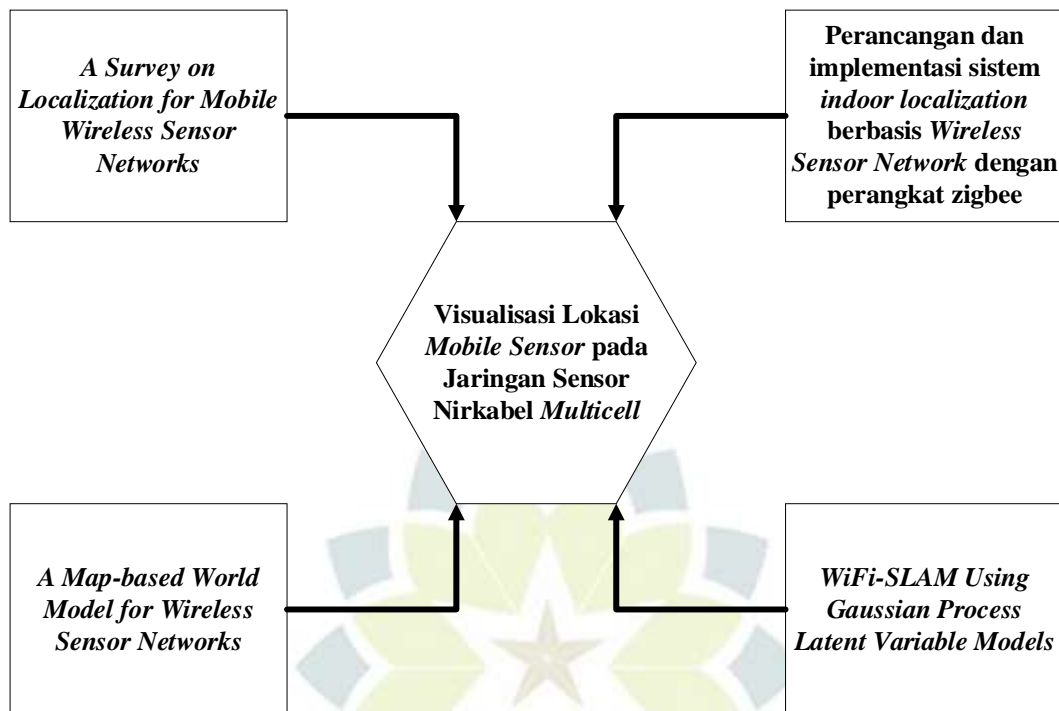 A Survey on
Localization for Mobile
Wireless Sensor
Networks
Perancangan dan
implementasi sistem
indoor localization
berbasis Wireless
Sensor Network dengan
perangkat zigbee
Visualisasi Lokasi
Mobile Sensor pada
Jaringan Sensor
Nirkabel Multicell
A Map-based World
Model for Wireless
Sensor Networks
WiFi-SLAM Using
Gaussian Process
Latent Variable Models